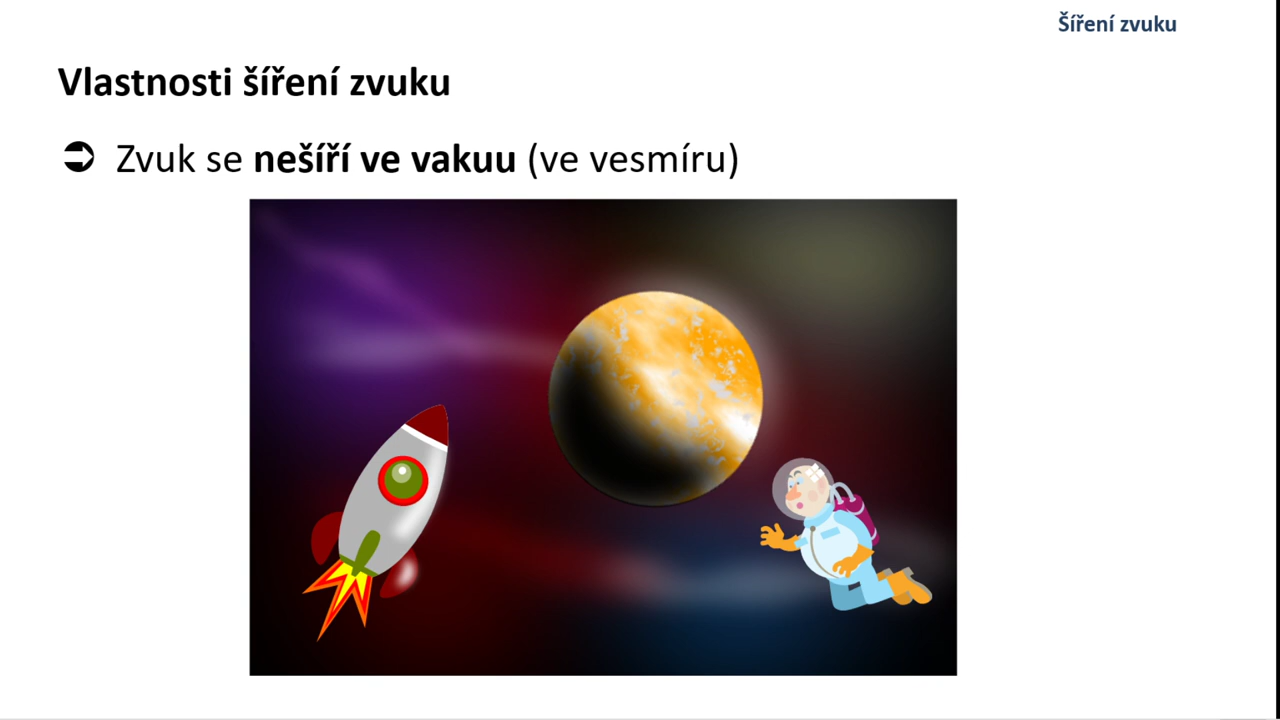 Šíření zvuku
Vlastnosti šíření zvuku
➲ Zvuk se nešíří ve vakuu (ve vesmíru)